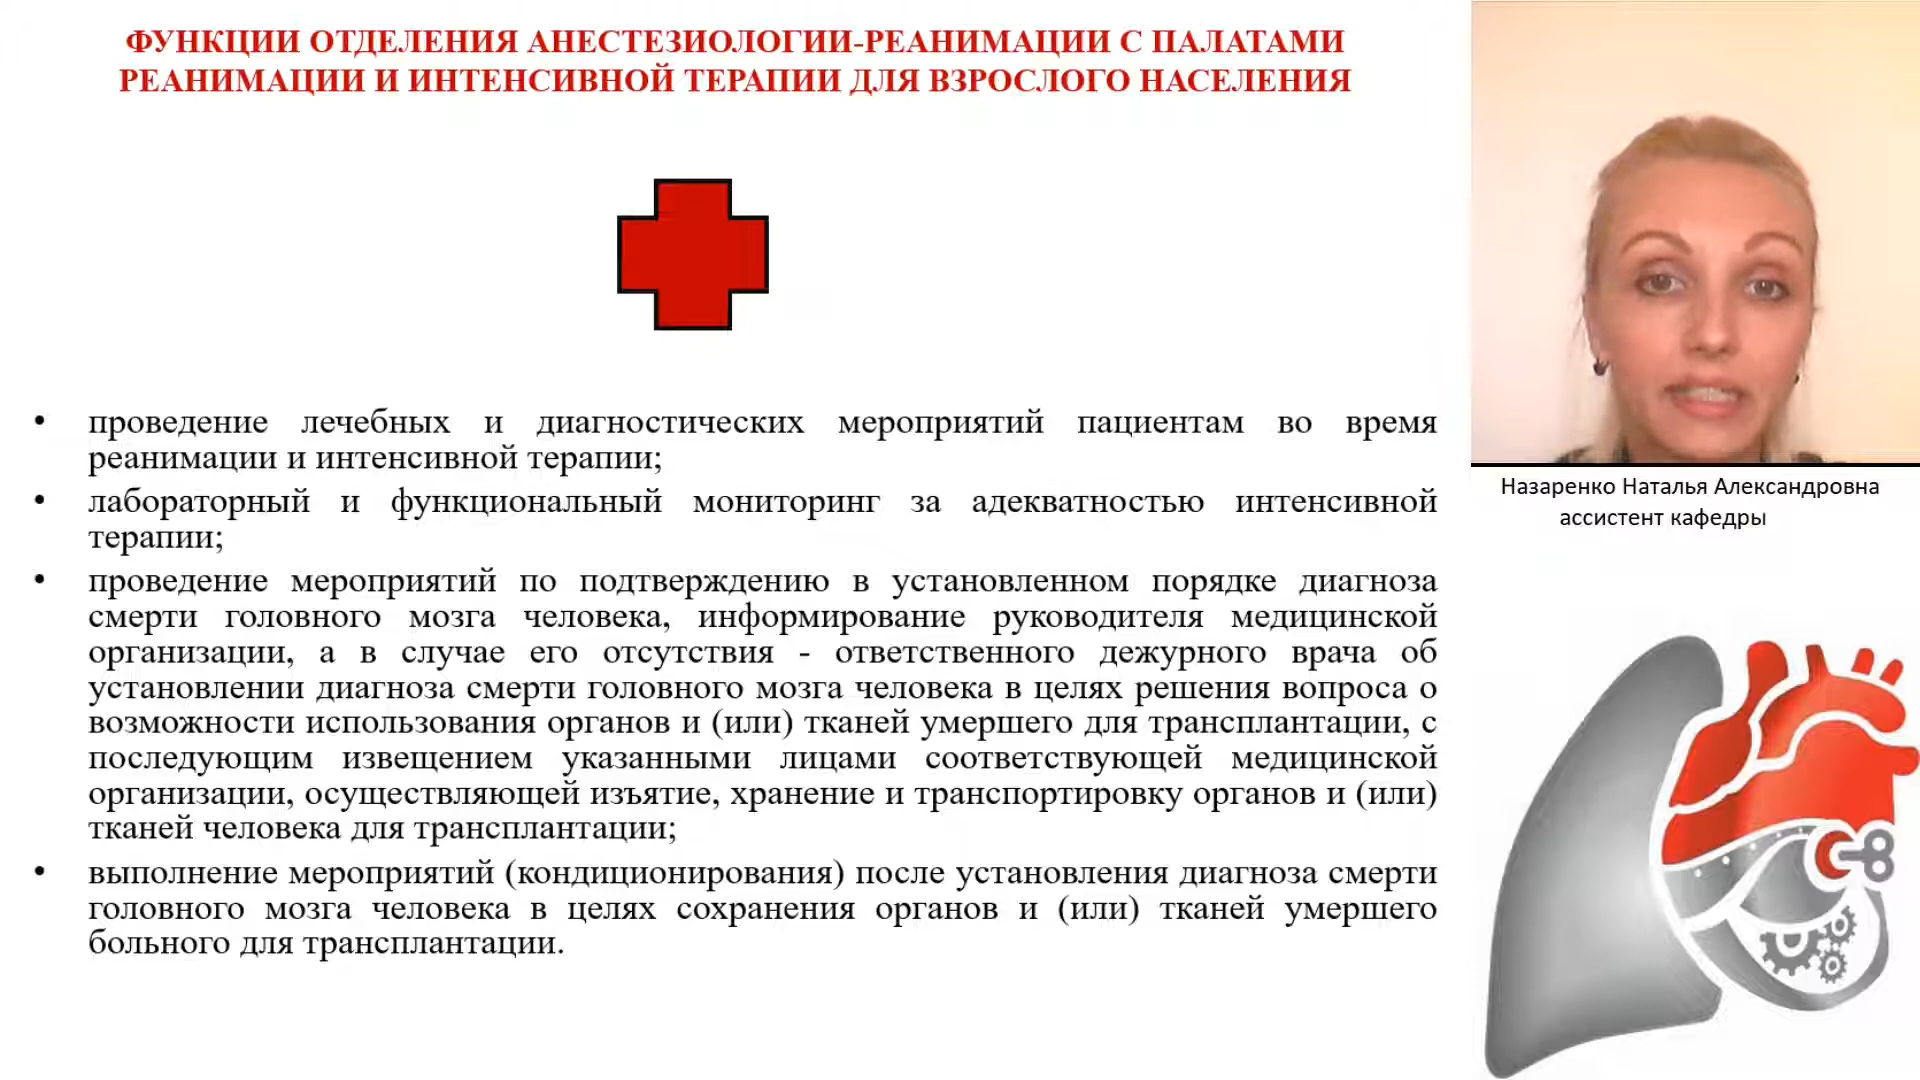 ФУНКЦИИ ОТДЕЛЕНИЯ АНЕСТЕЗИОЛОГИИ-РЕАНИМАЦИИ С ПАЛАТАМИ
РЕАНИМАЦИИ И ИНТЕНСИВНОЙ ТЕРАПИИ ДЛЯ ВЗРОСЛОГО НАСЕЛЕНИЯ
• проведение лечебных и диагностических мероприятий пациентам во время
реанимации и интенсивной терапии;
• лабораторный и функциональный мониторинг за адекватностью интенсивной
терапии;
• проведение мероприятий по подтверждению в установленном порядке диагноза
смерти головного мозга человека, информирование руководителя медицинской
организации, а в случае его отсутствия - ответственного дежурного врача об
установлении диагноза смерти головного мозга человека в целях решения вопроса о
возможности использования органов и (или) тканей умершего для трансплантации, с
последующим извещением указанными лицами соответствующей медицинской
организации, осуществляющей изъятие, хранение и транспортировку органов и (или)
тканей человека для трансплантации;
• выполнение мероприятий (кондиционирования) после установления диагноза смерти
головного мозга человека в целях сохранения органов и (или) тканей умершего
больного для трансплантации.
Назаренко Наталья Александровна
ассистент кафедры